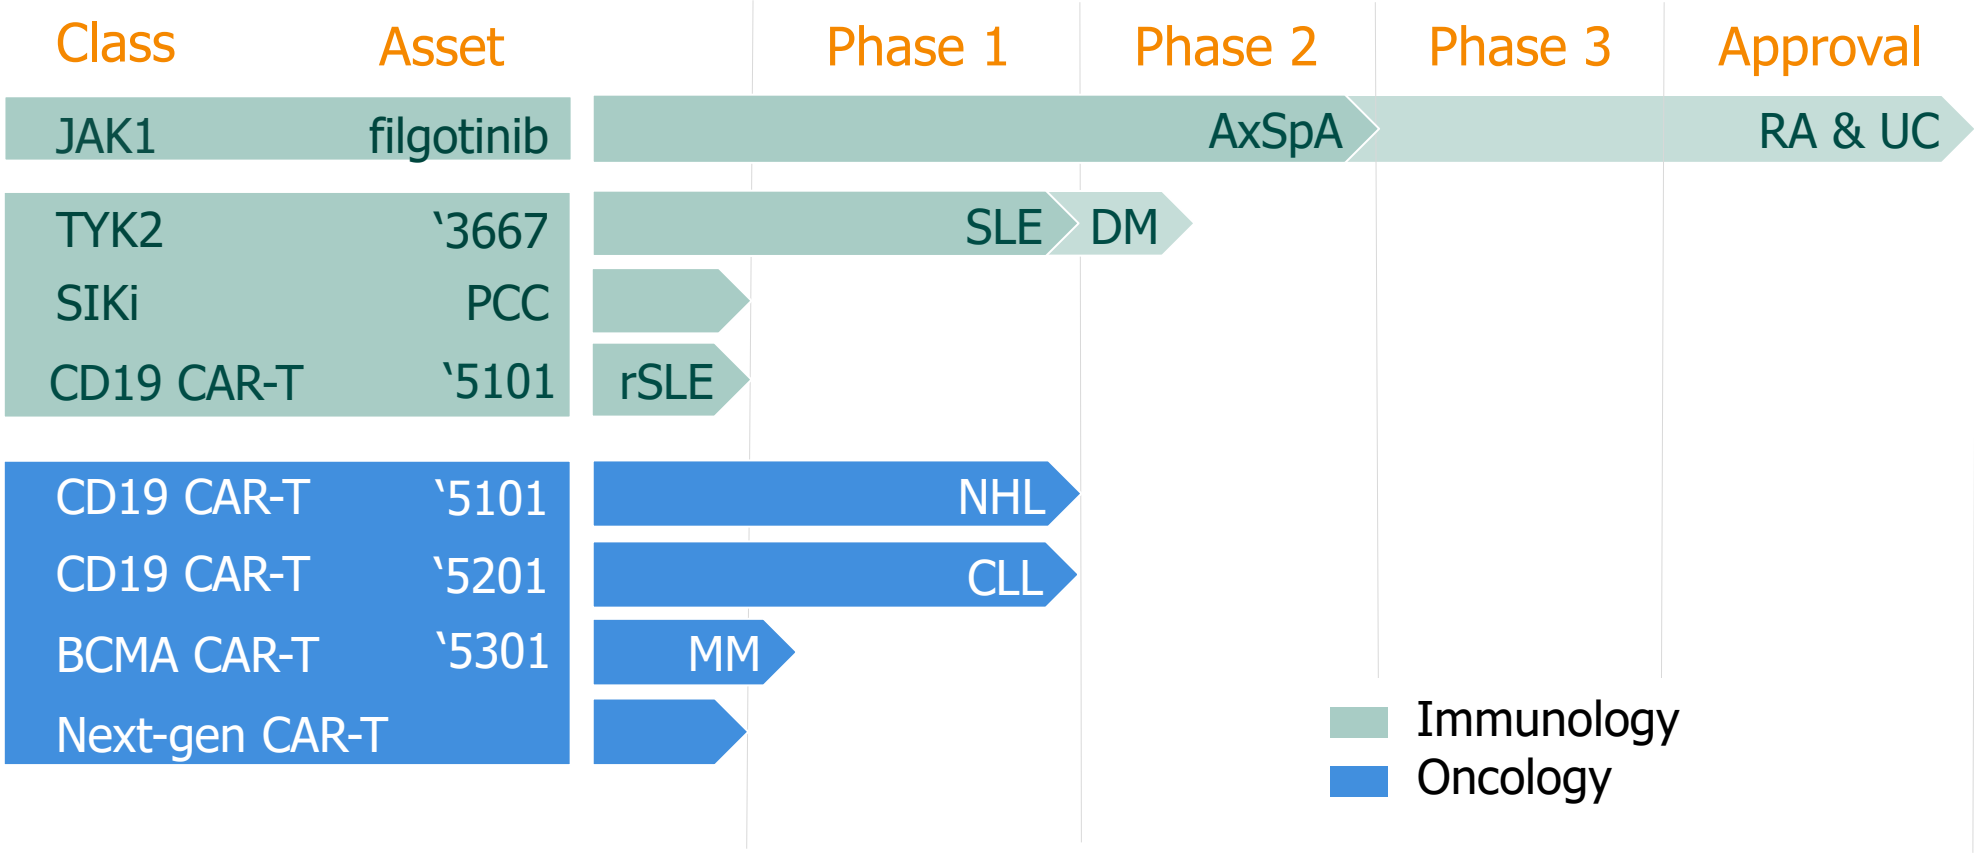 Class Asset Phase 1 Phase 2 Phase 3 Approval
JAK1 filgotinib AxSpA RA & UC
TYK2 ‘3667 SLE DM
SIKi PCC
CD19 CAR-T ‘5101 rSLE
CD19 CAR-T ‘5101 NHL
CD19 CAR-T ‘5201 CLL
BCMA CAR-T ‘5301 MM
Next-gen CAR-T
Immunology
Oncology